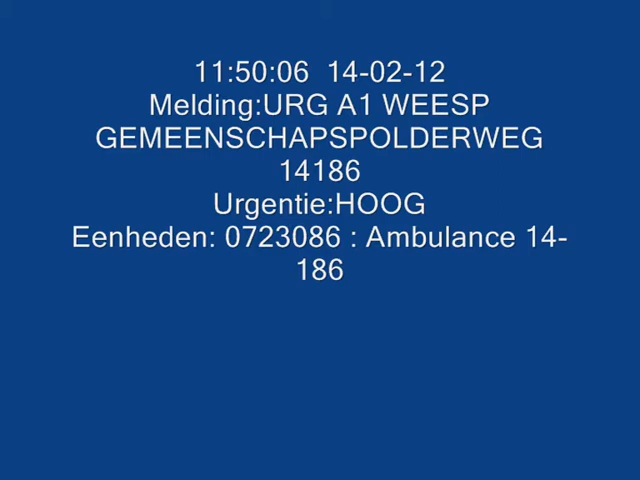 11:50:06  14-02-12
Melding:URG A1 WEESP
GEMEENSCHAPSPOLDERWEG
14186
Urgentie:HOOG
Eenheden: 0723086 : Ambulance 14-
186